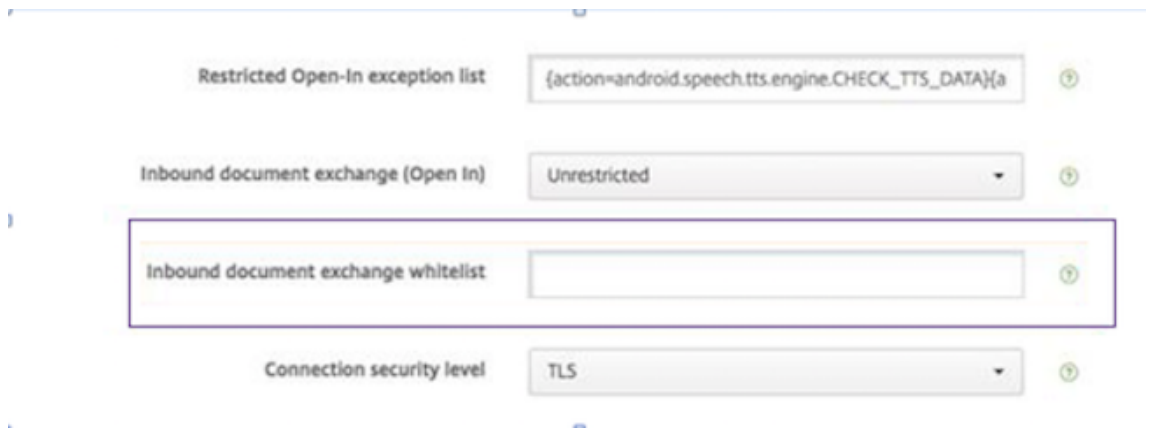 Restricted Open-In exception list
{action=android.speech.tts.engine.CHECK_TTS_DATA}{a
Inbound document exchange (Open In)
Unrestricted
Inbound document exchange whitelist
Connection security level
TLS